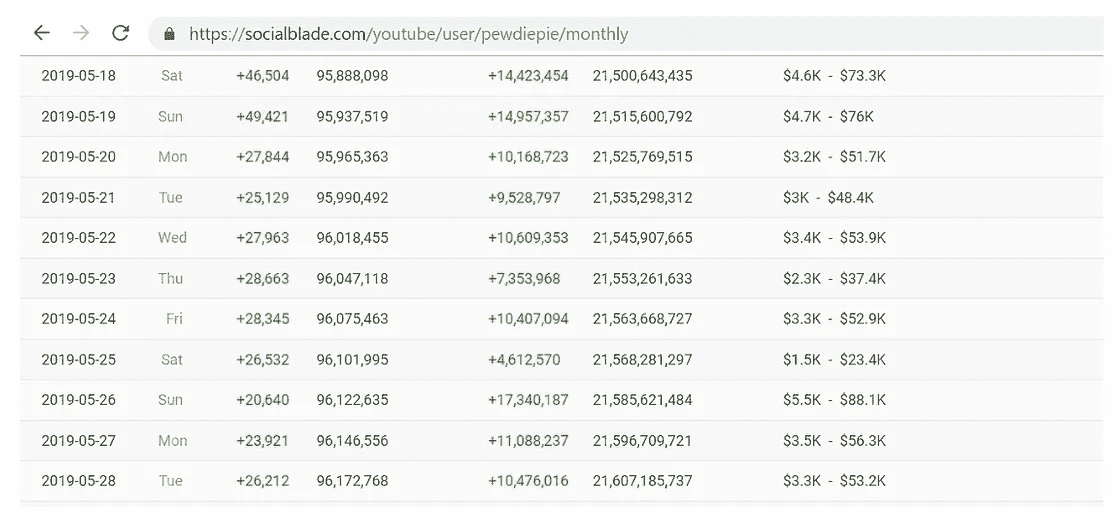 https://socialblade.com/youtube/user/pewdiepie/monthly
2019-05-18 Sat +46,504 95,888,098 +14,423,454 21,500,643,435 $4.6K - $73.3K
2019-05-19 Sun +49,421 95,937,519 +14,957,357 21,515,600,792 $4.7K - $76K
2019-05-20 Mon +27,844 95,965,363 +10,168,723 21,525,769,515 $3.2K - $51.7K
2019-05-21 Tue +25,129 95,990,492 +9,528,797 21,535,298,312 $3K - $48.4K
2019-05-22 Wed +27,963 96,018,455 +10,609,353 21,545,907,665 $3.4K - $53.9K
2019-05-23 Thu +28,663 96,047,118 +7,353,968 21,553,261,633 $2.3K - $37.4K
2019-05-24 Fri +28,345 96,075,463 +10,407,094 21,563,668,727 $3.3K - $52.9K
2019-05-25 Sat +26,532 96,101,995 +4,612,570 21,568,281,297 $1.5K - $23.4K
2019-05-26 Sun +20,640 96,122,635 +17,340,187 21,585,621,484 $5.5K - $88.1K
2019-05-27 Mon +23,921 96,146,556 +11,088,237 21,596,709,721 $3.5K - $56.3K
2019-05-28 Tue +26,212 96,172,768 +10,476,016 21,607,185,737 $3.3K - $53.2K